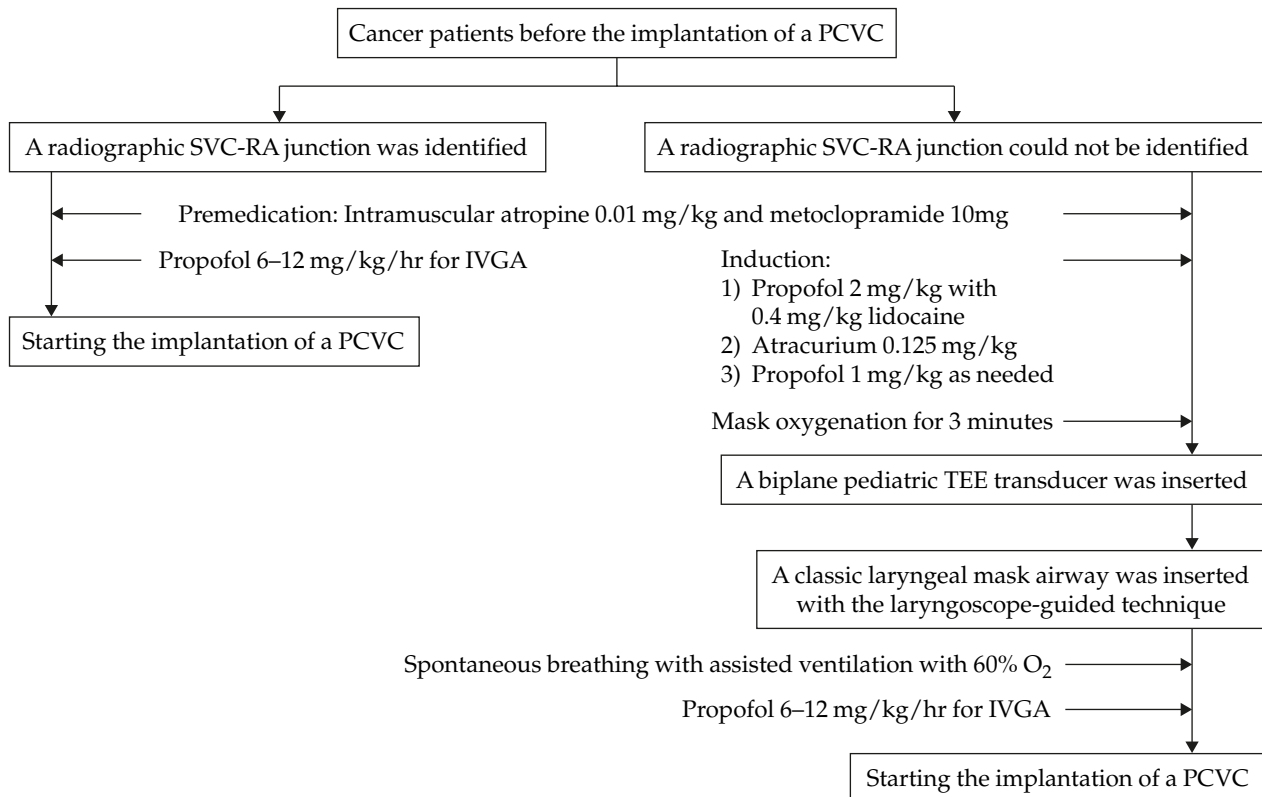 Cancer patients before the implantation of a PCVC
A radiographic SVC-RA junction was identified
A radiographic SVC-RA junction could not be identified
Premedication: Intramuscular atropine 0.01 mg/kg and metoclopramide 10mg
Propofol 6–12 mg/kg/hr for IVGA
Starting the implantation of a PCVC
Induction:
1) Propofol 2 mg/kg with
0.4 mg/kg lidocaine
2) Atracurium 0.125 mg/kg
3) Propofol 1 mg/kg as needed
Mask oxygenation for 3 minutes
A biplane pediatric TEE transducer was inserted
A classic laryngeal mask airway was inserted
with the laryngoscope-guided technique
Spontaneous breathing with assisted ventilation with 60% O₂
Propofol 6–12 mg/kg/hr for IVGA
Starting the implantation of a PCVC